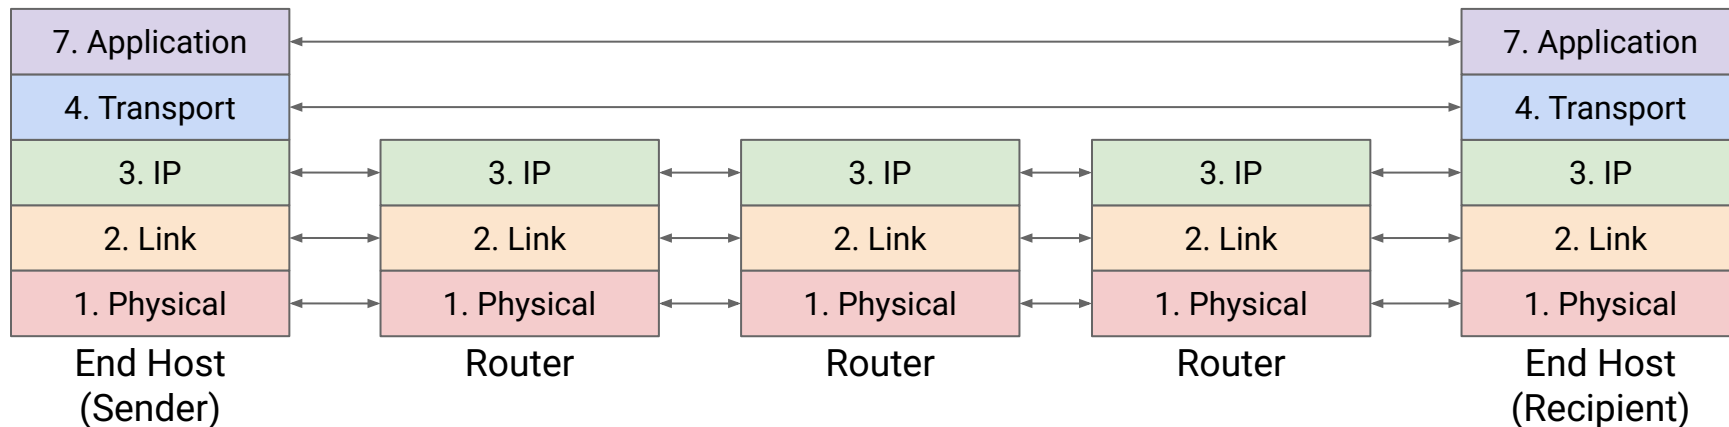 7. Application
7. Application
4. Transport
4. Transport
3. IP
3. IP
3. IP
3. IP
3. IP
2. Link
2. Link
2. Link
2. Link
2. Link
1. Physical
1. Physical
1. Physical
1. Physical
1. Physical
End Host
(Sender)
Router
Router
Router
End Host
(Recipient)